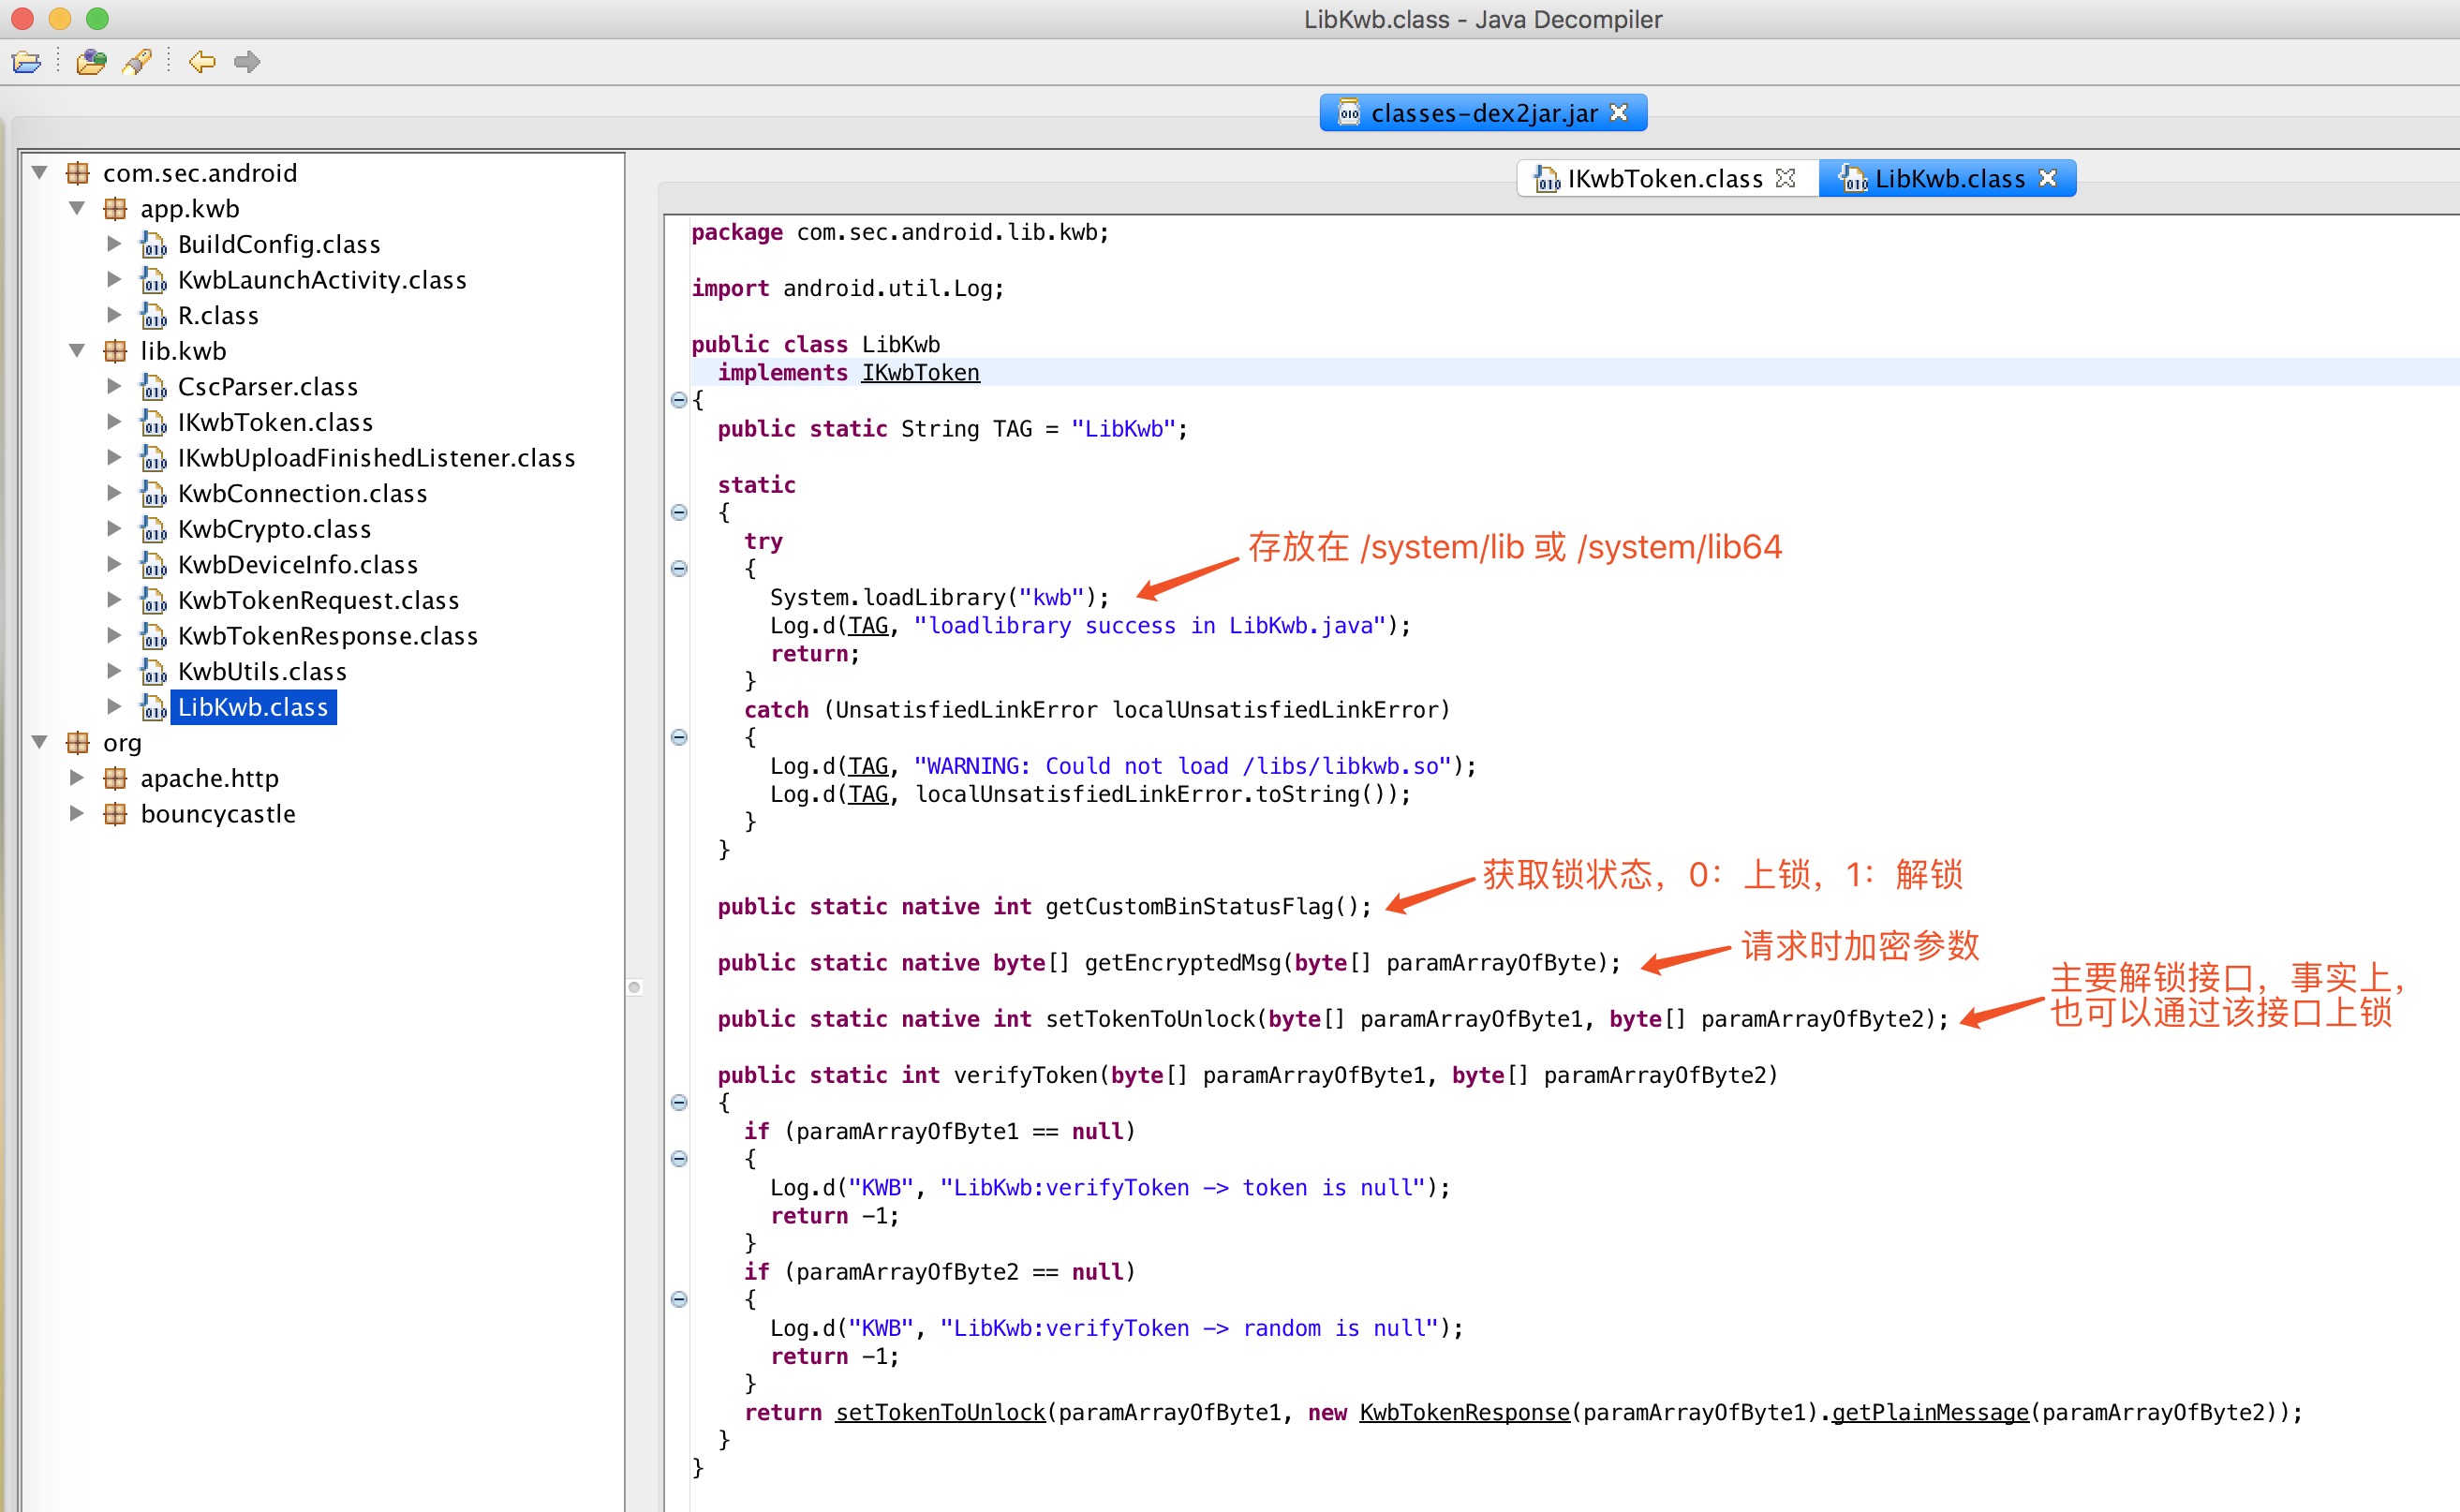 LibKwb.class - Java Decompiler
classes-dex2jar.jar
com.sec.android
app.kwb
BuildConfig.class
KwbLaunchActivity.class
R.class
lib.kwb
CscParser.class
IKwbToken.class
IKwbUploadFinishedListener.class
KwbConnection.class
KwbCrypto.class
KwbDeviceInfo.class
KwbTokenRequest.class
KwbTokenResponse.class
KwbUtils.class
LibKwb.class
org
apache.http
bouncycastle
IKwbToken.class
LibKwb.class
package com.sec.android.lib.kwb;
import android.util.Log;
public class LibKwb
implements IKwbToken
{
public static String TAG = "LibKwb";
static
{
try
存放在 /system/lib 或 /system/lib64
{
System.loadLibrary("kwb");
Log.d(TAG, "loadlibrary success in LibKwb.java");
return;
}
catch (UnsatisfiedLinkError localUnsatisfiedLinkError)
{
Log.d(TAG, "WARNING: Could not load /libs/libkwb.so");
Log.d(TAG, localUnsatisfiedLinkError.toString());
}
}
获取锁状态，0：上锁，1：解锁
public static native int getCustomBinStatusFlag();
请求时加密参数
public static native byte[] getEncryptedMsg(byte[] paramArrayOfByte);
主要解锁接口，事实上，
也可以通过该接口上锁
public static native int setTokenToUnlock(byte[] paramArrayOfByte1, byte[] paramArrayOfByte2);
public static int verifyToken(byte[] paramArrayOfByte1, byte[] paramArrayOfByte2)
{
if (paramArrayOfByte1 == null)
{
Log.d("KWB", "LibKwb:verifyToken -> token is null");
return -1;
}
if (paramArrayOfByte2 == null)
{
Log.d("KWB", "LibKwb:verifyToken -> random is null");
return -1;
}
return setTokenToUnlock(paramArrayOfByte1, new KwbTokenResponse(paramArrayOfByte1).getPlainMessage(paramArrayOfByte2));
}
}